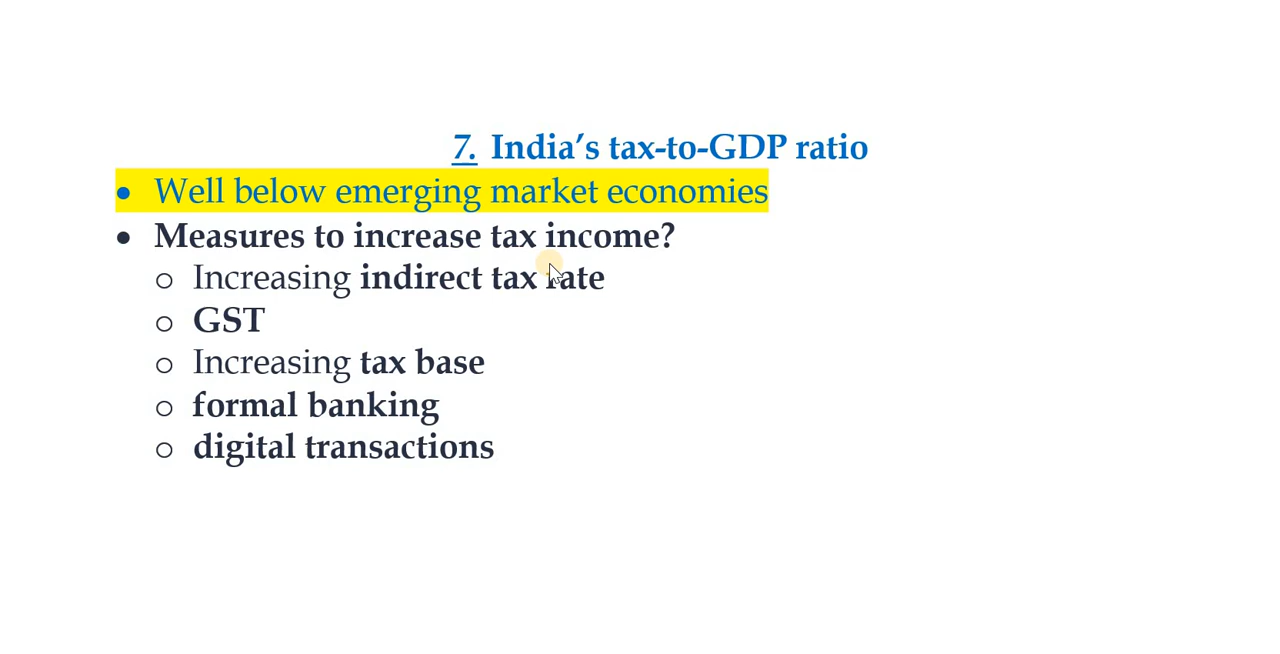 7. India’s tax-to-GDP ratio
• Well below emerging market economies
• Measures to increase tax income?
o Increasing indirect tax rate
o GST
o Increasing tax base
o formal banking
o digital transactions